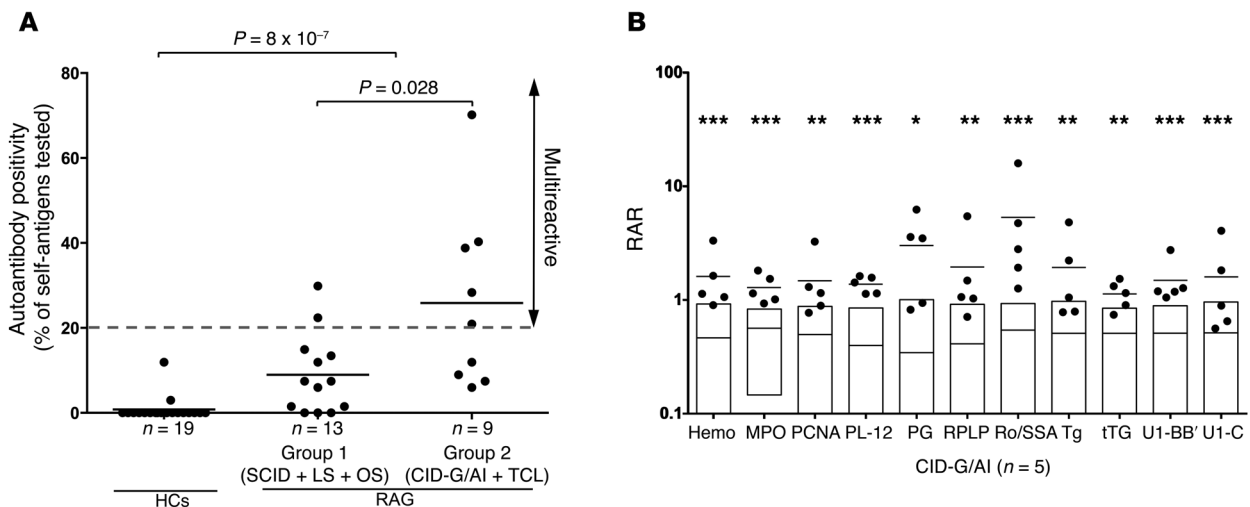 A
P = 8 x 10⁻⁷
P = 0.028
80
60
40
20
0
Autoantibody positivity
(% of self-antigens tested)
Multireactive
n = 19
n = 13
n = 9
Group 1
Group 2
(SCID + LS + OS)
(CID-G/AI + TCL)
HCs
RAG
B
100
10
1
0.1
RAR
*** *** ** *** * ** *** ** ** *** ***
Hemo MPO PCNA PL-12 PG RPLP Ro/SSA Tg tTG U1-BB′ U1-C
CID-G/AI (n = 5)